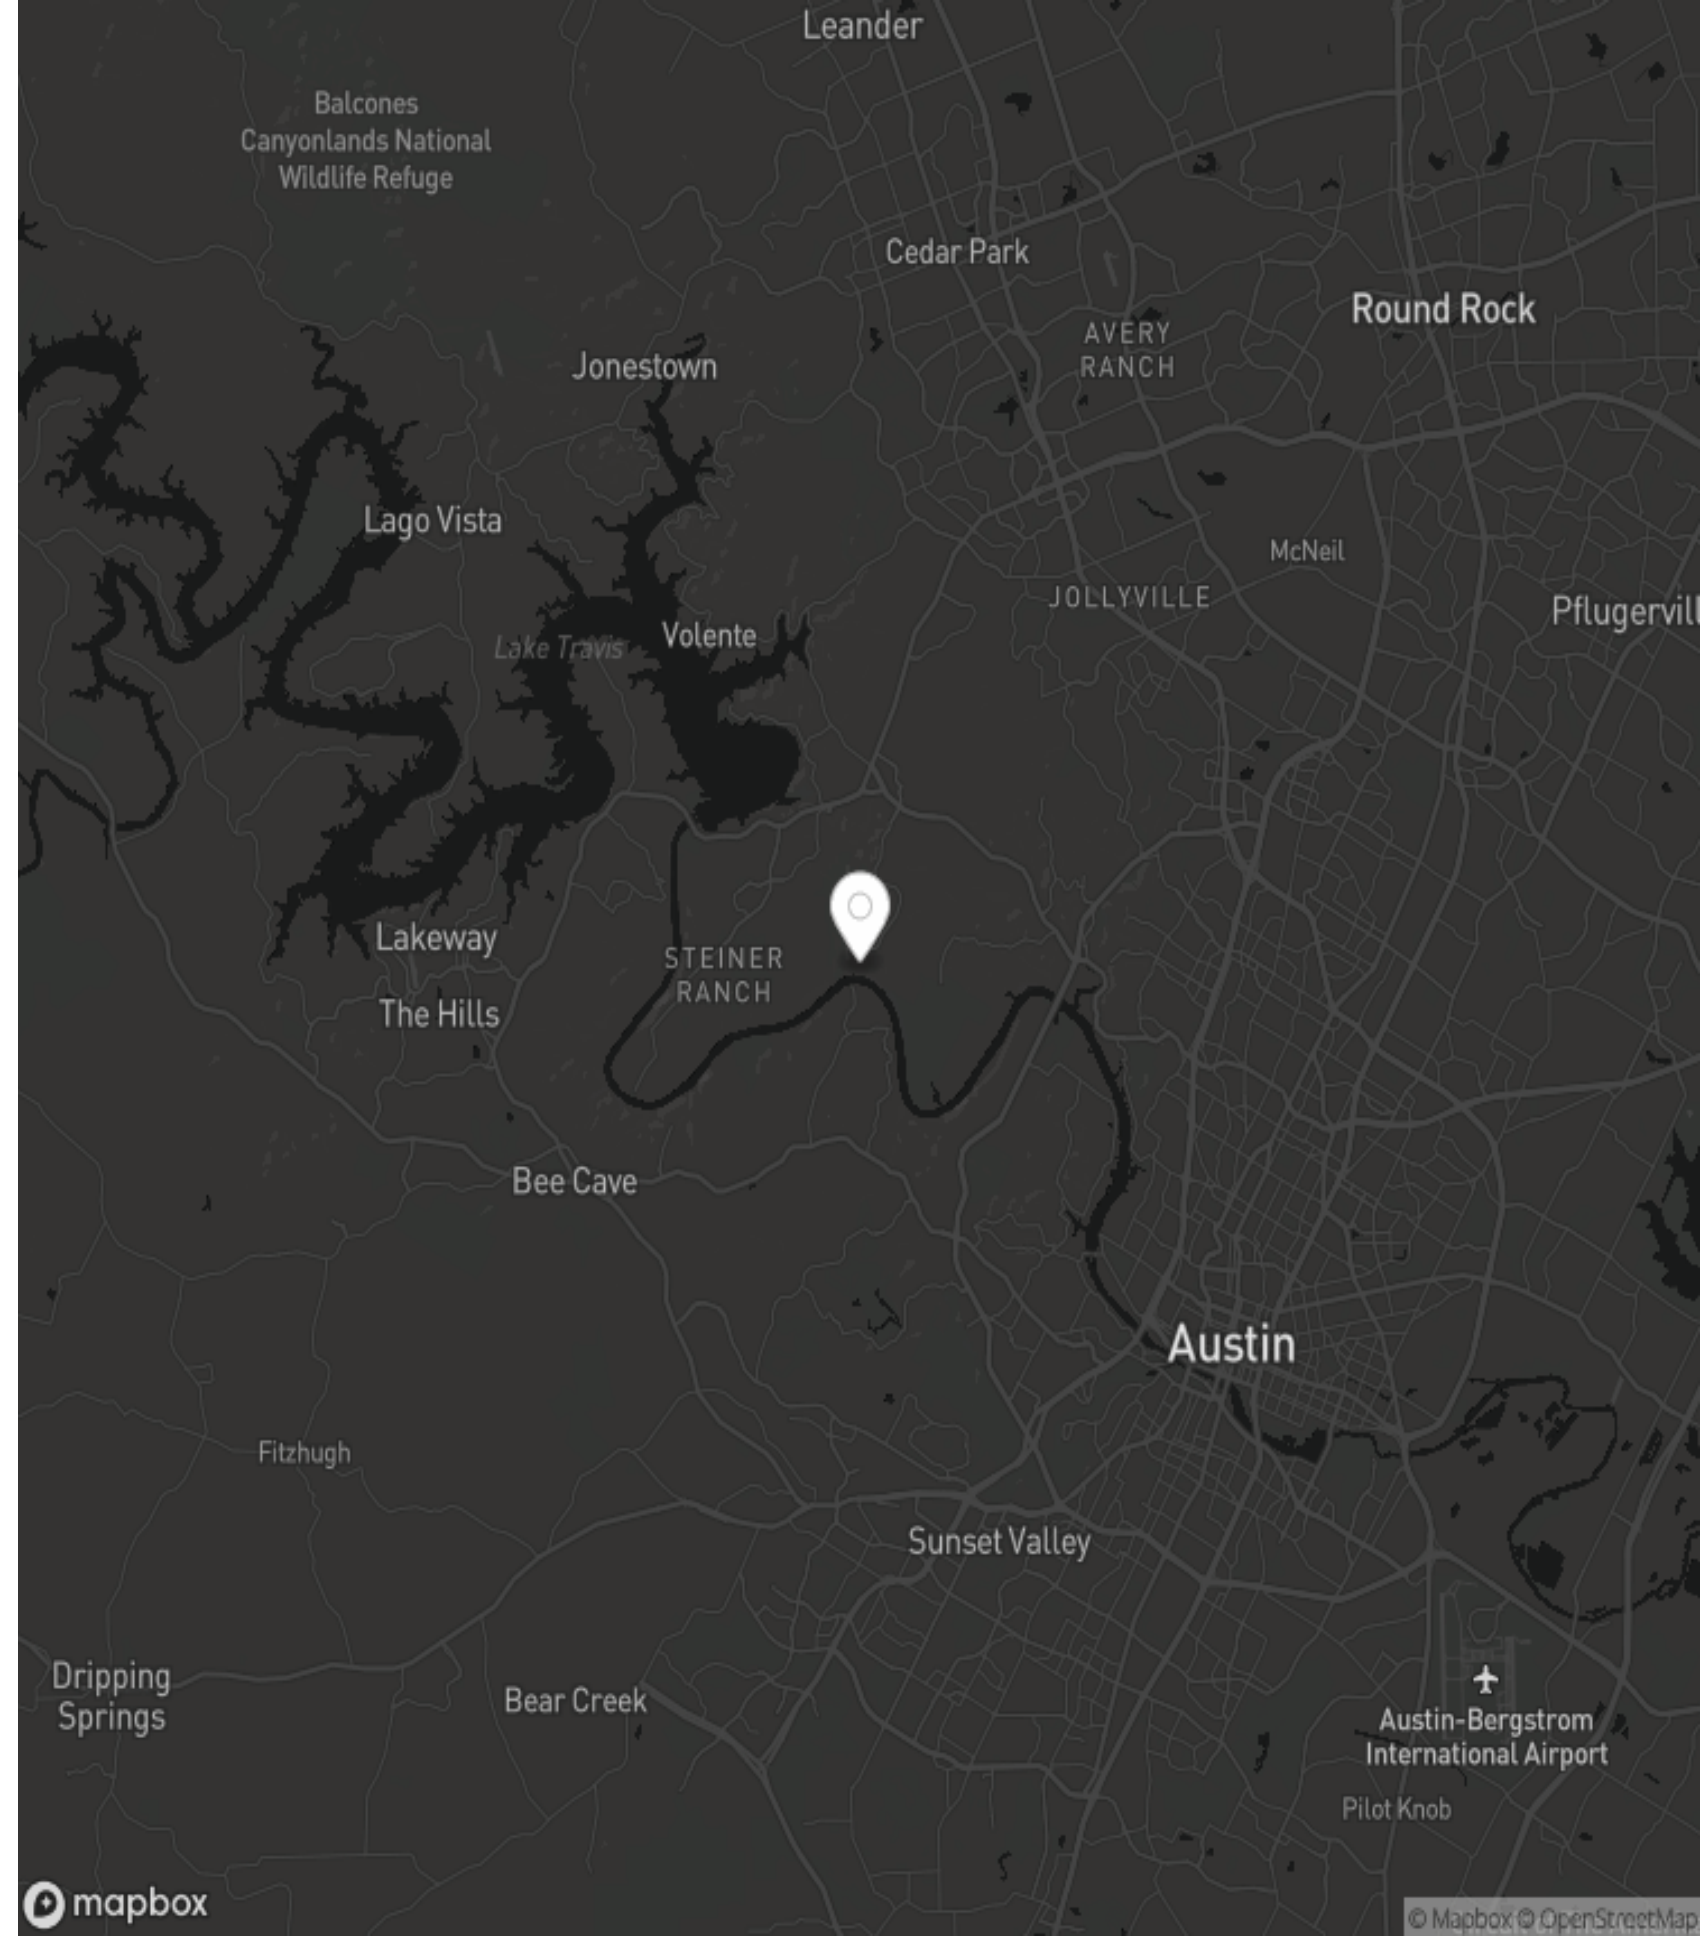 Leander
Balcones
Canyonlands National
Wildlife Refuge
Cedar Park
Round Rock
AVERY
RANCH
Jonestown
Lago Vista
McNeil
JOLLYVILLE
Pflugervill
Volente
Lake Travis
Lakeway
STEINER
RANCH
The Hills
Bee Cave
Austin
Fitzhugh
Sunset Valley
Dripping
Springs
Bear Creek
Austin-Bergstrom
International Airport
Pilot Knob
mapbox
© Mapbox © OpenStreetMap